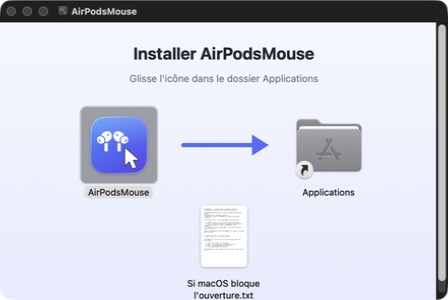 AirPodsMouse
Installer AirPodsMouse
Glisse l'icône dans le dossier Applications
AirPodsMouse
Applications
Si macOS bloque
l'ouverture.txt